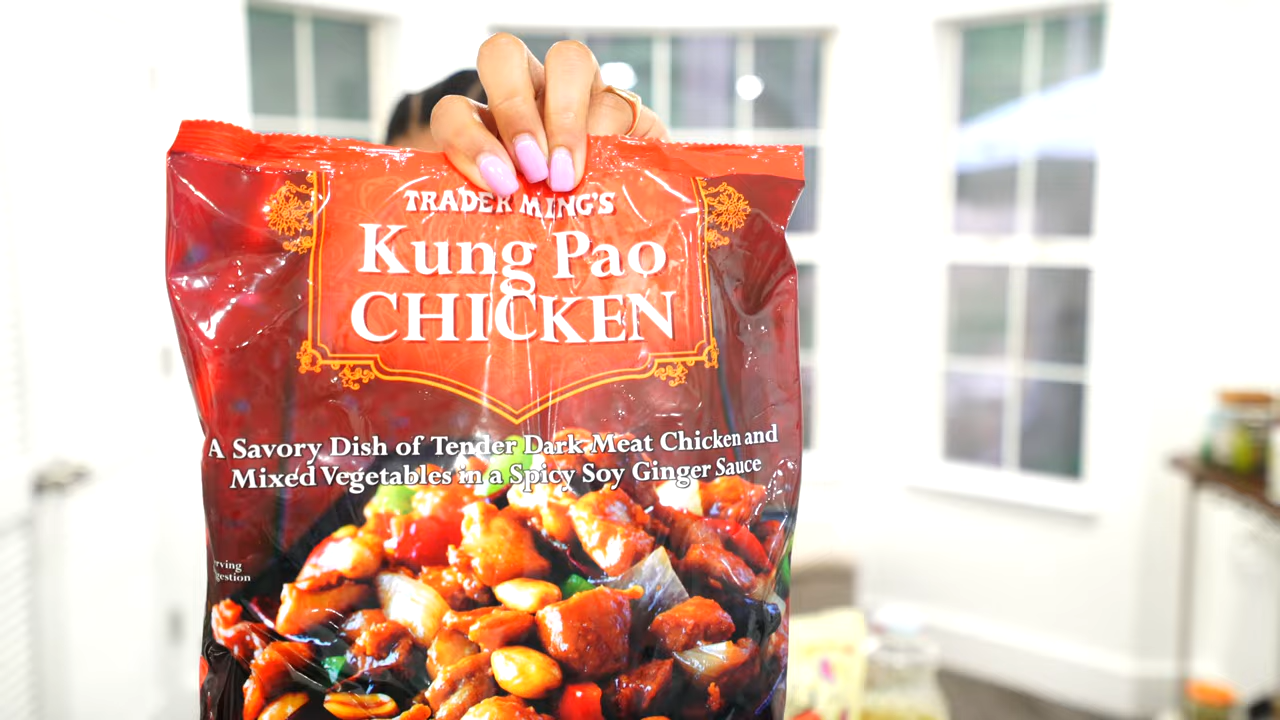 TRADER MING'S
Kung Pao
CHICKEN
A Savory Dish of Tender Dark Meat Chicken and
Mixed Vegetables in a Spicy Soy Ginger Sauce